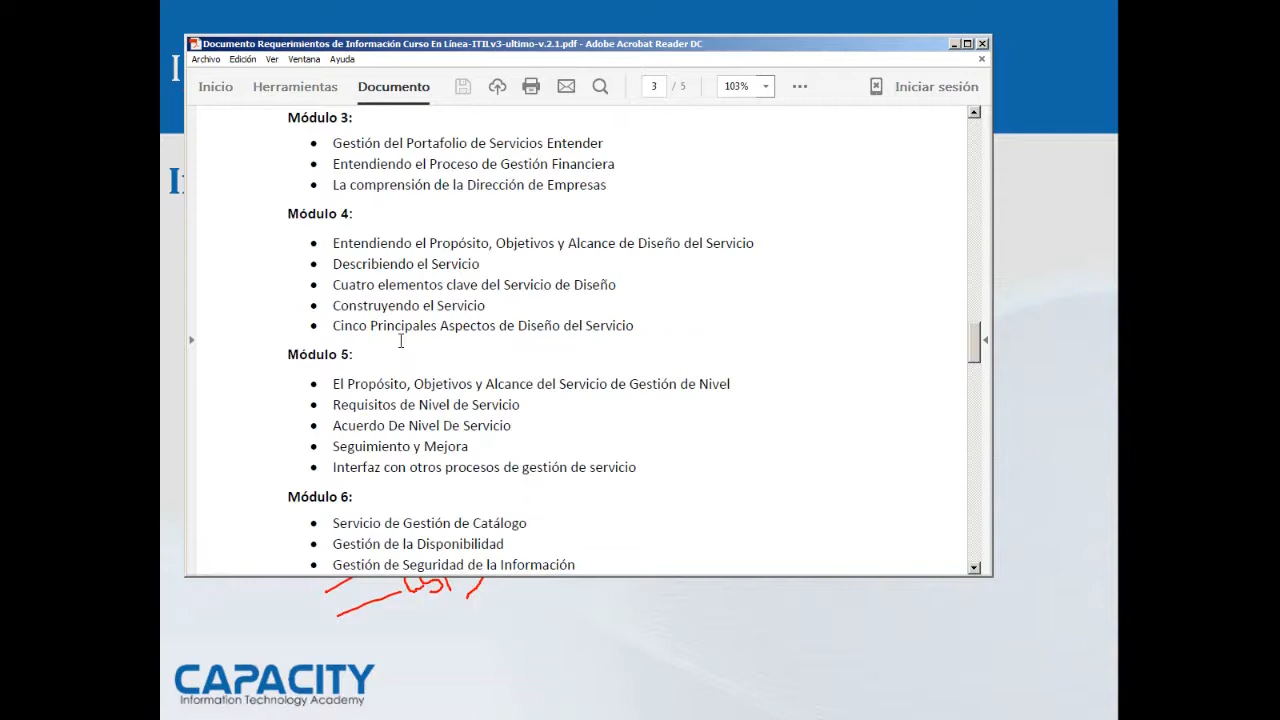 I
Documento Requerimientos de Información Curso En Línea-ITILv3-ultimo-v.2.1.pdf - Adobe Acrobat Reader DC
Archivo Edición Ver Ventana Ayuda
Inicio Herramientas Documento 3 / 5 103% Iniciar sesión
Módulo 3:
• Gestión del Portafolio de Servicios Entender
• Entendiendo el Proceso de Gestión Financiera
• La comprensión de la Dirección de Empresas
Módulo 4:
• Entendiendo el Propósito, Objetivos y Alcance de Diseño del Servicio
• Describiendo el Servicio
• Cuatro elementos clave del Servicio de Diseño
• Construyendo el Servicio
• Cinco Principales Aspectos de Diseño del Servicio
Módulo 5:
• El Propósito, Objetivos y Alcance del Servicio de Gestión de Nivel
• Requisitos de Nivel de Servicio
• Acuerdo De Nivel De Servicio
• Seguimiento y Mejora
• Interfaz con otros procesos de gestión de servicio
Módulo 6:
• Servicio de Gestión de Catálogo
• Gestión de la Disponibilidad
• Gestión de Seguridad de la Información
CAPACITY
Information Technology Academy